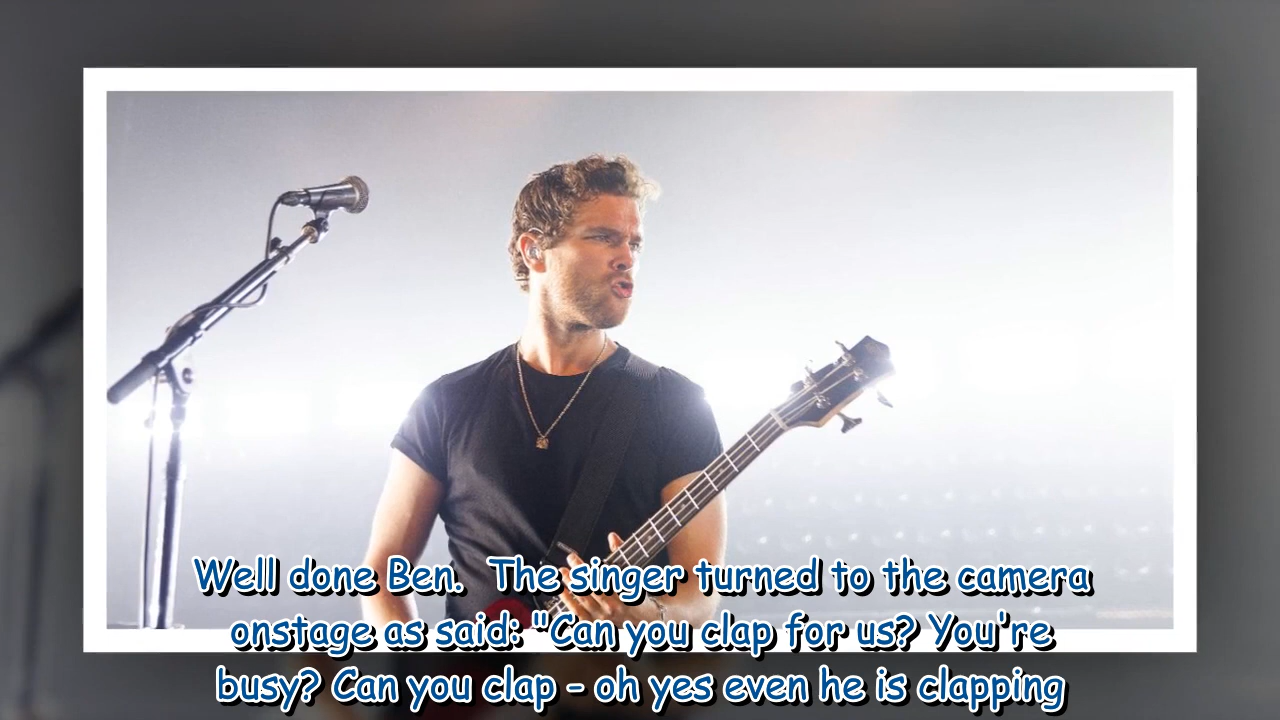 Well done Ben.  The singer turned to the camera
onstage as said: "Can you clap for us? You're
busy? Can you clap - oh yes even he is clapping